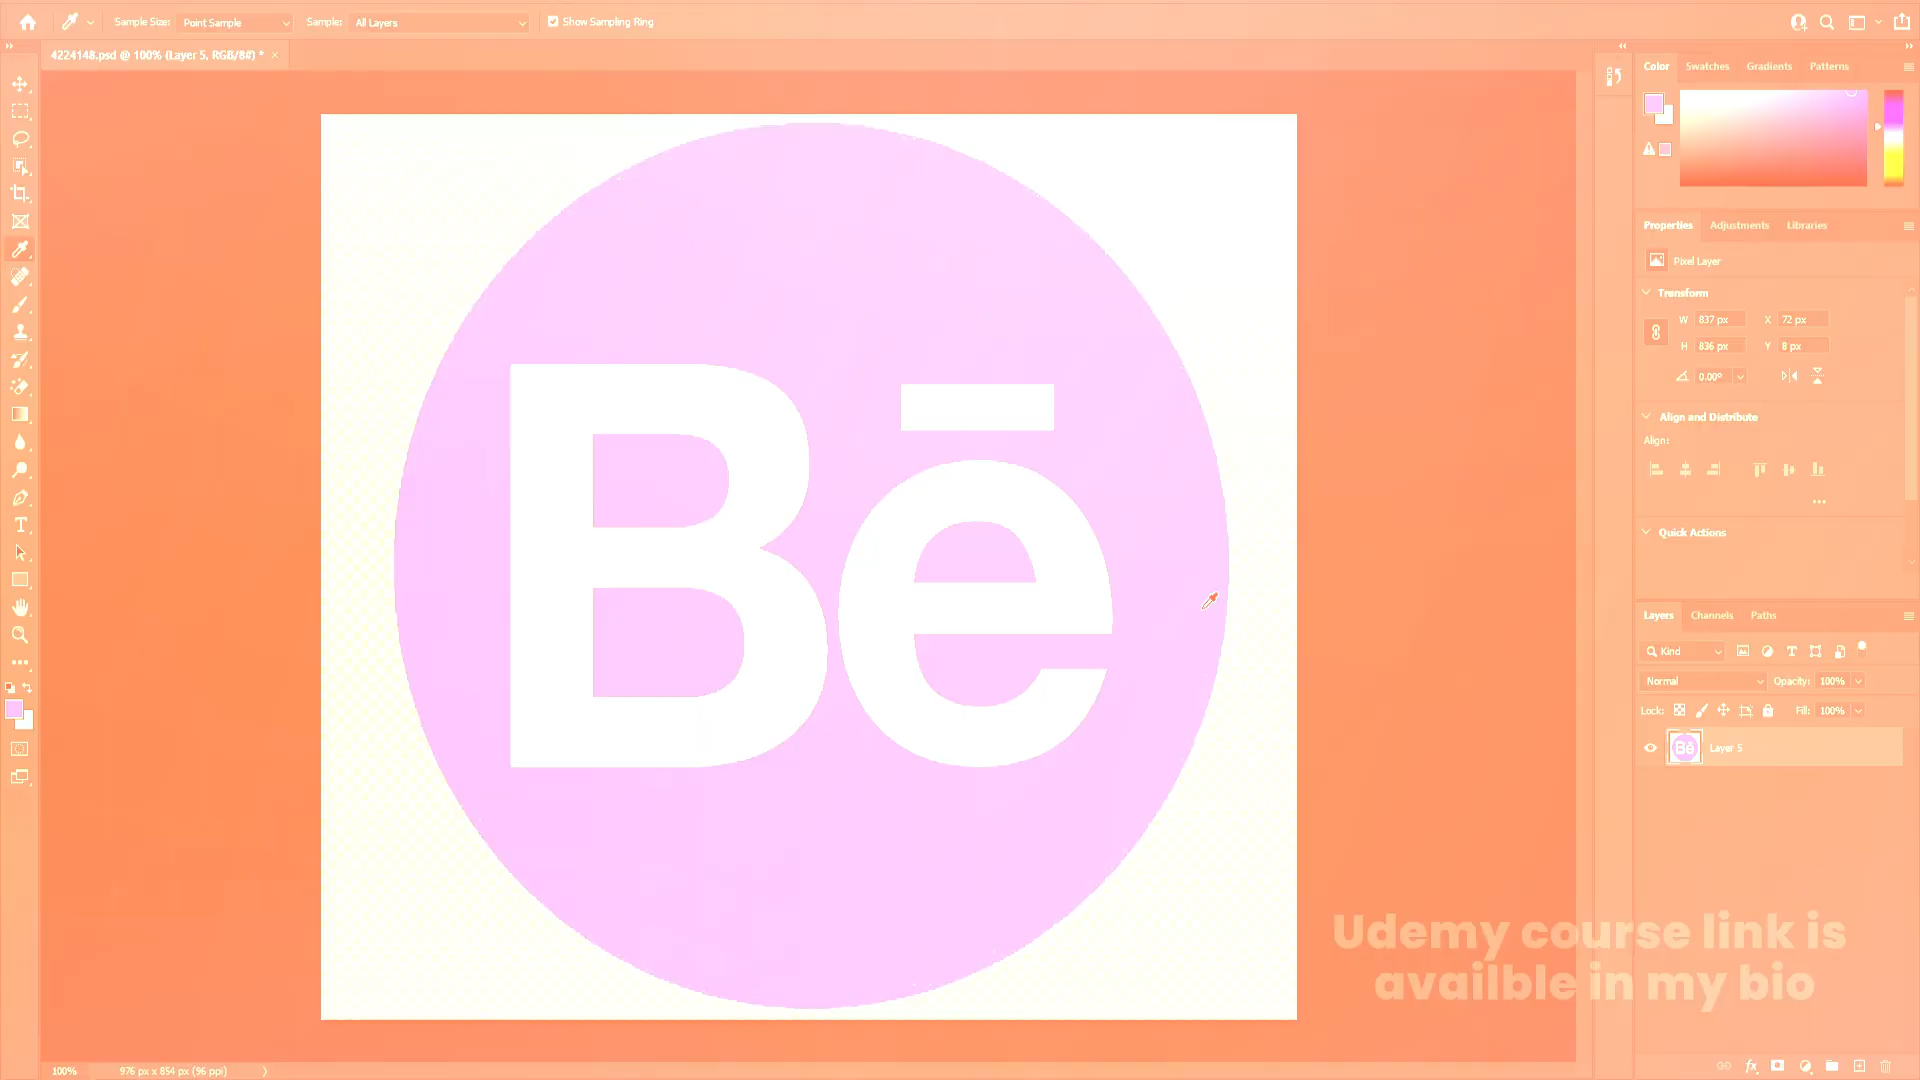 Sample Size: Point Sample Sample: All Layers Show Sampling Ring
4224148.psd @ 100% (Layer 5, RGB/8#) * ×
Color Swatches Gradients Patterns
Properties Adjustments Libraries
Pixel Layer
Transform
W 837 px X 72 px
H 836 px Y 8 px
0.00°
Align and Distribute
Align:
Quick Actions
Bē
Layers Channels Paths
Kind
Normal Opacity: 100%
Lock: Fill: 100%
Bē Layer 5
Udemy course link is
availble in my bio
100% 976 px x 854 px (96 ppi)